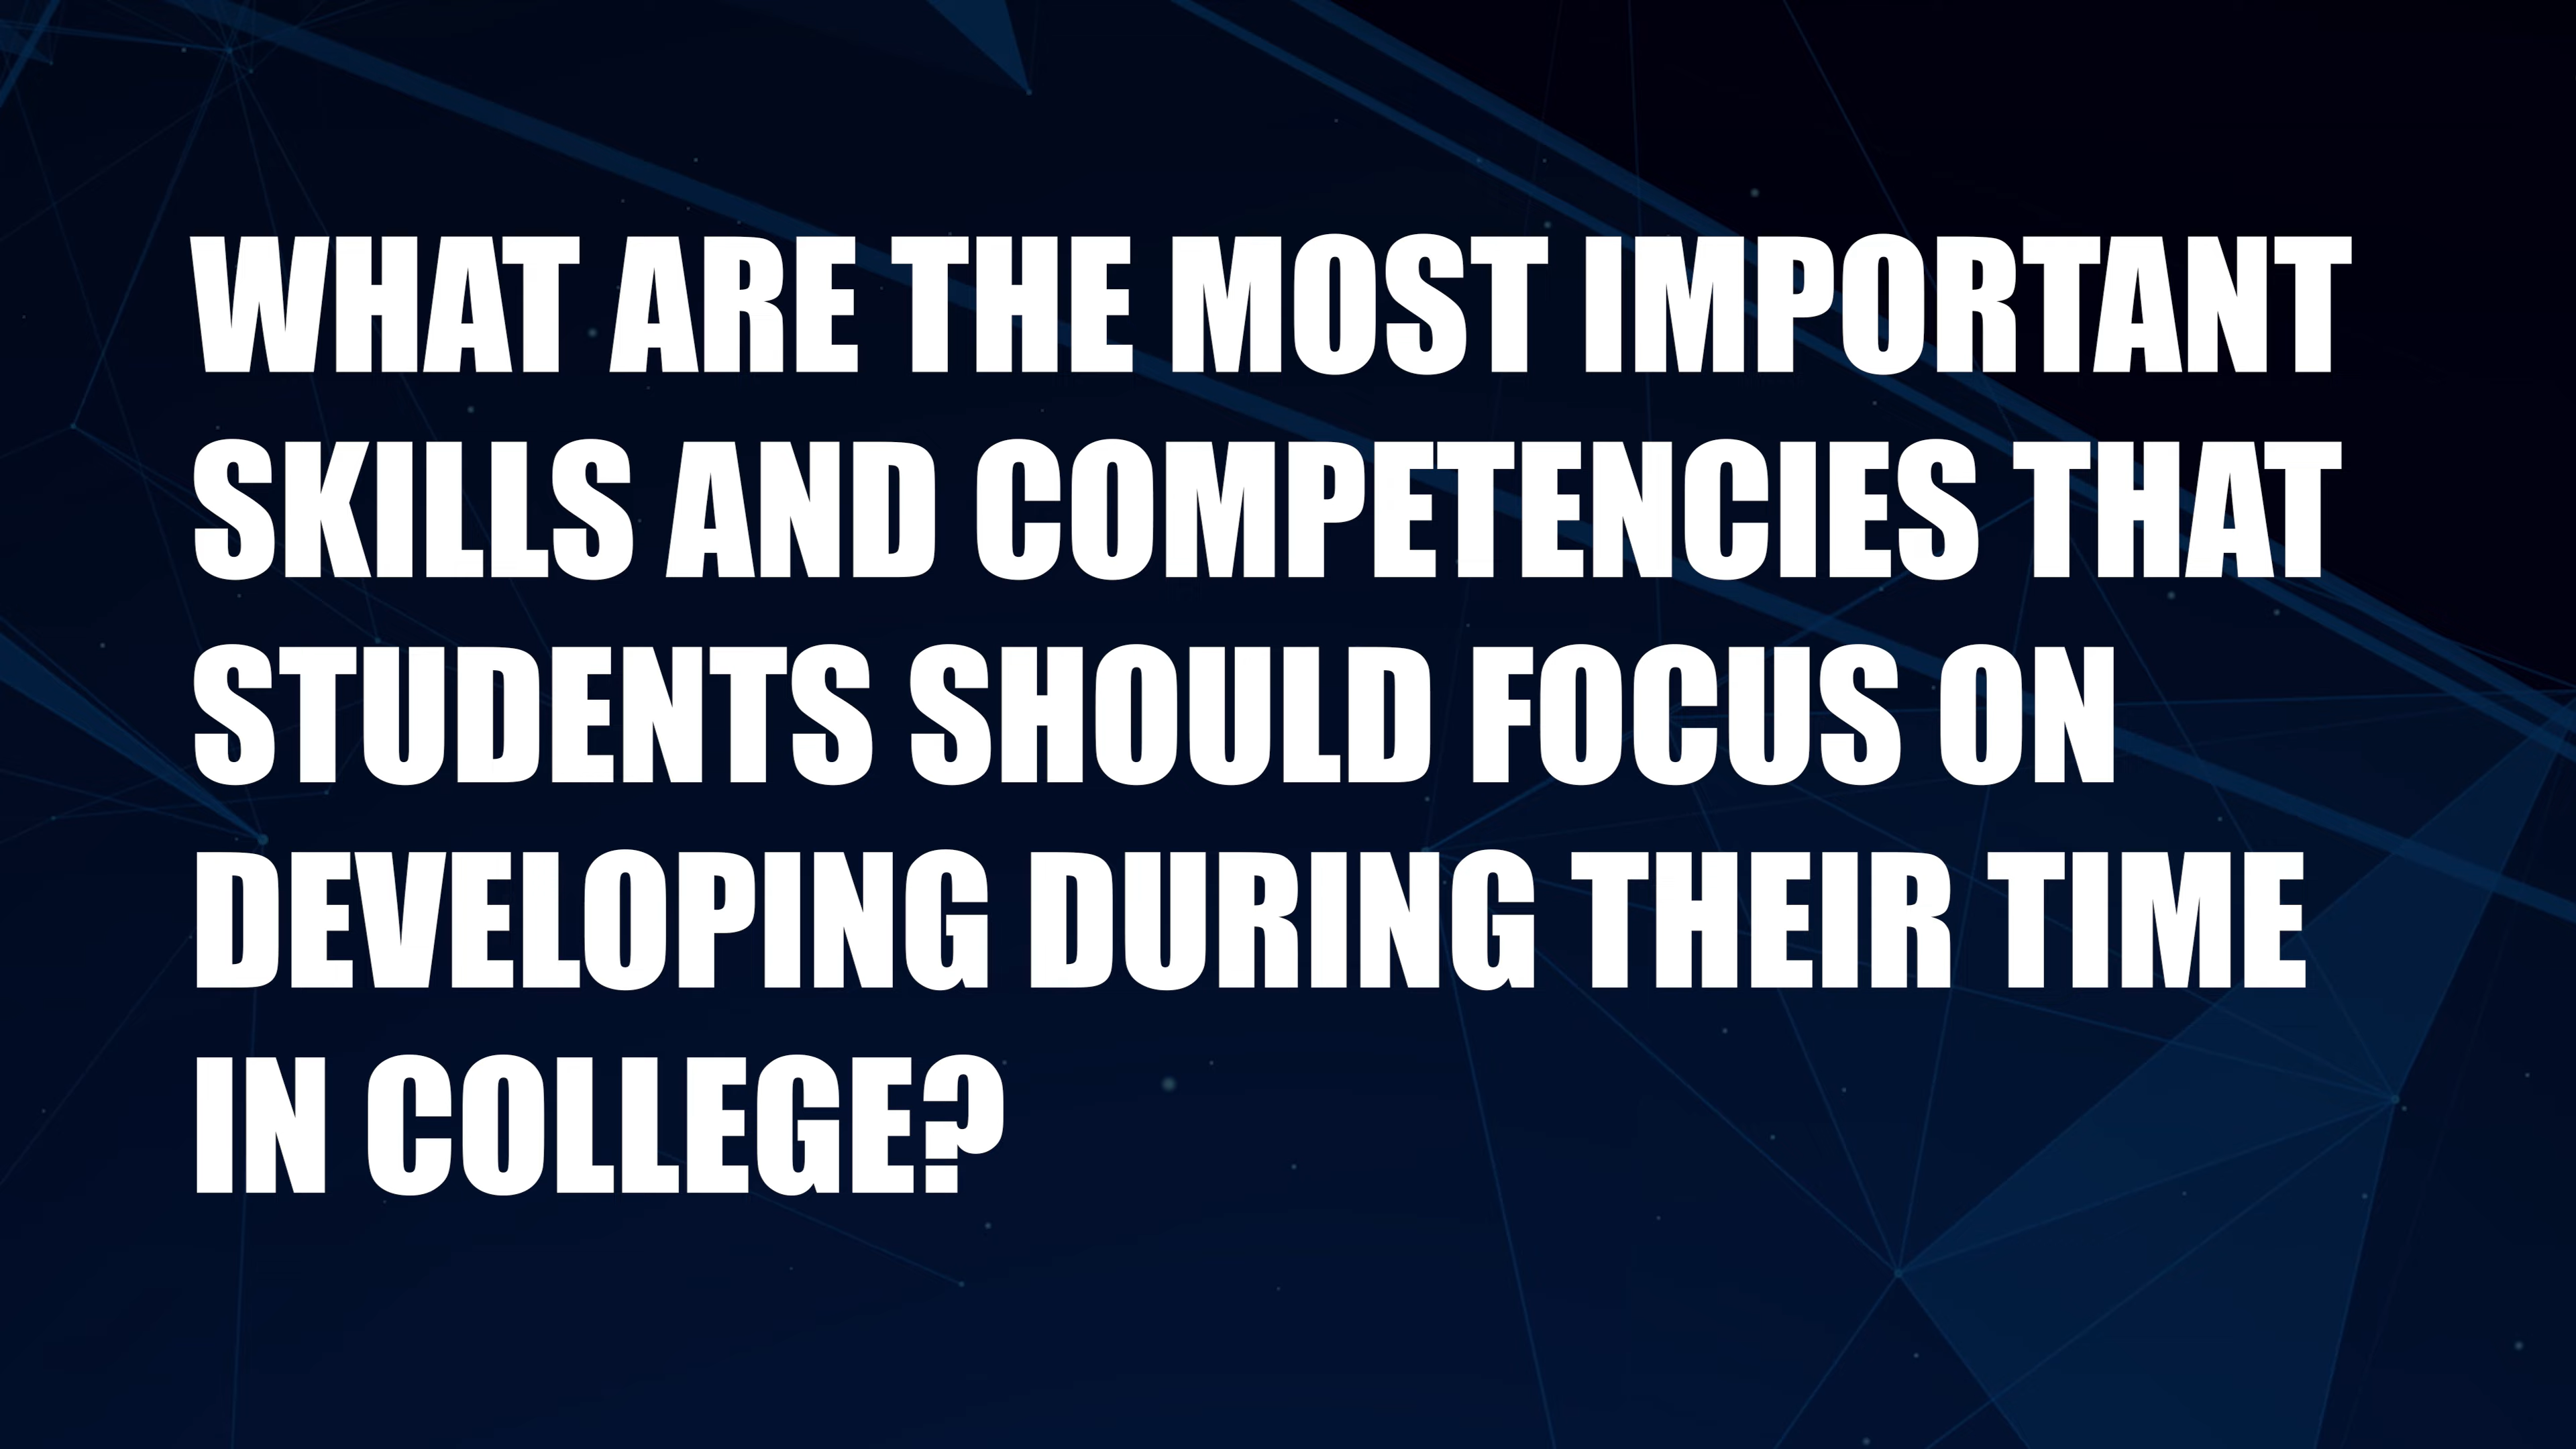 WHAT ARE THE MOST IMPORTANT
SKILLS AND COMPETENCIES THAT
STUDENTS SHOULD FOCUS ON
DEVELOPING DURING THEIR TIME
IN COLLEGE?